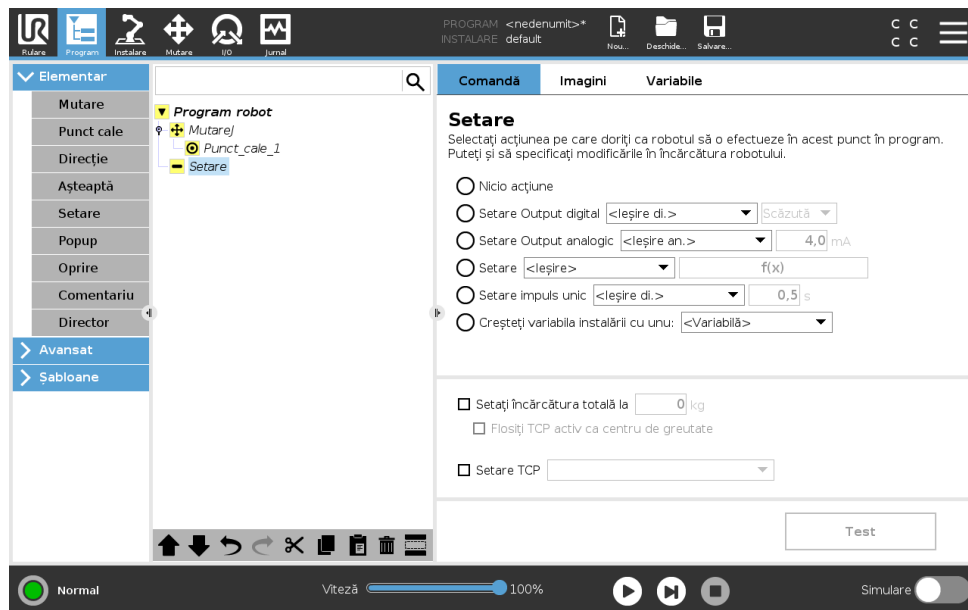 PROGRAM <nedenumit>*
INSTALARE default
Rulare Program Instalare Mutare I/O Jurnal Nou... Deschide... Salvare...
C C
C C
Elementar
Mutare
Punct cale
Direcție
Așteaptă
Setare
Popup
Oprire
Comentariu
Director
Avansat
Șabloane
Program robot
MutareJ
Punct_cale_1
Setare
Comandă Imagini Variabile
Setare
Selectați acțiunea pe care doriți ca robotul să o efectueze în acest punct în program.
Puteți și să specificați modificările în încărcătura robotului.
Nicio acțiune
Setare Output digital <Ieșire di.> Scăzută
Setare Output analogic <Ieșire an.> 4,0 mA
Setare <Ieșire> f(x)
Setare impuls unic <Ieșire di.> 0,5 s
Creșteți variabila instalării cu unu: <Variabilă>
Setați încărcătura totală la 0 kg
Flosiți TCP activ ca centru de greutate
Setare TCP
Test
Normal Viteză 100% Simulare